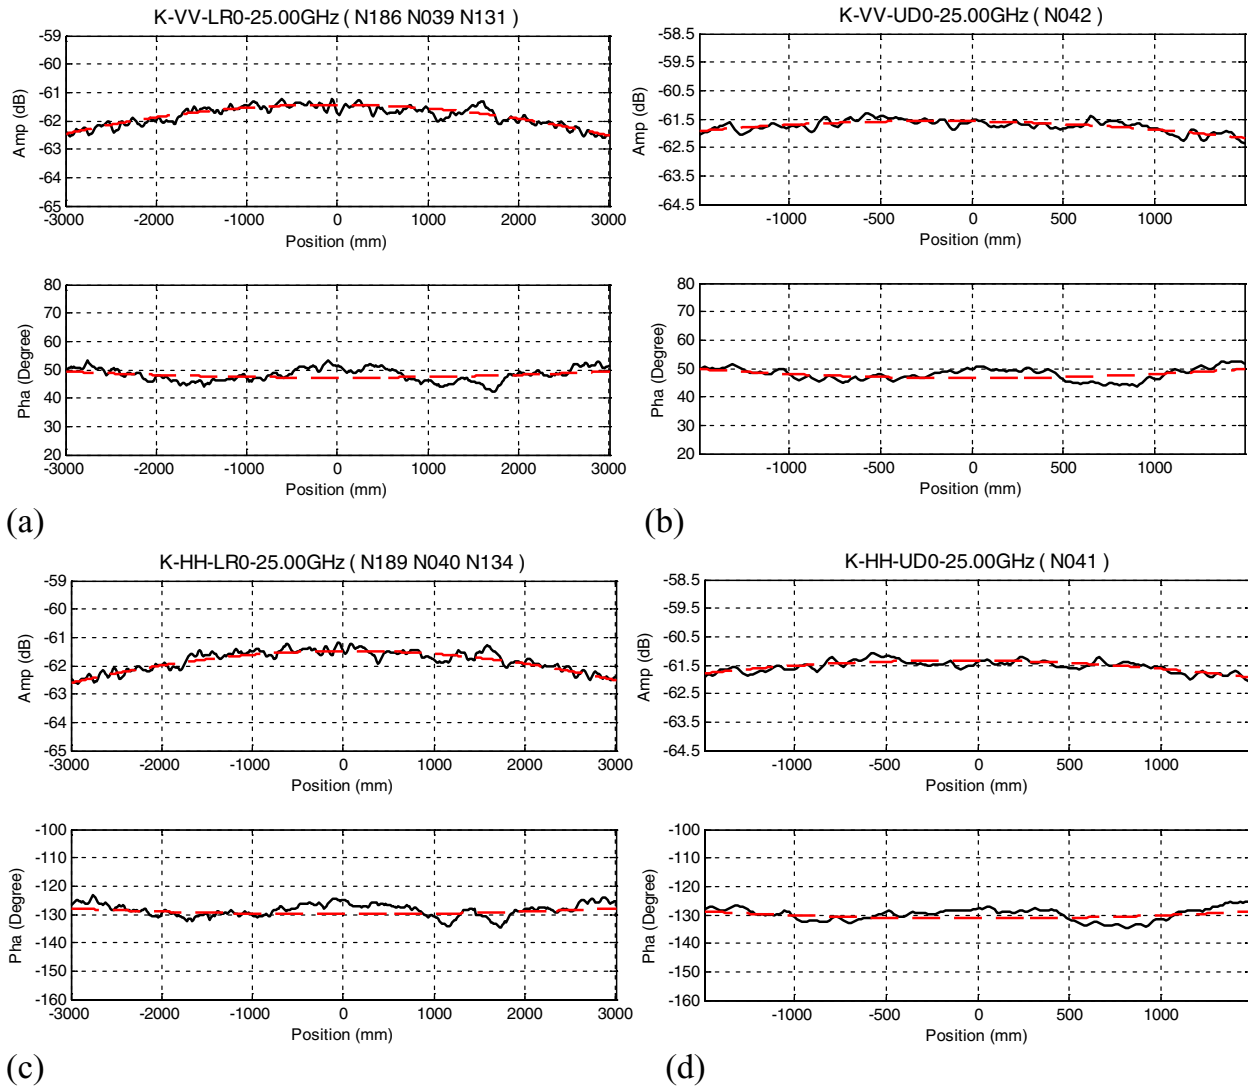 K-VV-LR0-25.00GHz ( N186 N039 N131 )
-59
-60
-61
-62
-63
-64
-65
Amp (dB)
-3000 -2000 -1000 0 1000 2000 3000
Position (mm)
80
70
60
50
40
30
20
Pha (Degree)
-3000 -2000 -1000 0 1000 2000 3000
Position (mm)
(a)
K-VV-UD0-25.00GHz ( N042 )
-58.5
-59.5
-60.5
-61.5
-62.5
-63.5
-64.5
Amp (dB)
-1000 -500 0 500 1000
Position (mm)
80
70
60
50
40
30
20
Pha (Degree)
-1000 -500 0 500 1000
Position (mm)
(b)
K-HH-LR0-25.00GHz ( N189 N040 N134 )
-59
-60
-61
-62
-63
-64
-65
Amp (dB)
-3000 -2000 -1000 0 1000 2000 3000
Position (mm)
-100
-110
-120
-130
-140
-150
-160
Pha (Degree)
-3000 -2000 -1000 0 1000 2000 3000
Position (mm)
(c)
K-HH-UD0-25.00GHz ( N041 )
-58.5
-59.5
-60.5
-61.5
-62.5
-63.5
-64.5
Amp (dB)
-1000 -500 0 500 1000
Position (mm)
-100
-110
-120
-130
-140
-150
-160
Pha (Degree)
-1000 -500 0 500 1000
Position (mm)
(d)